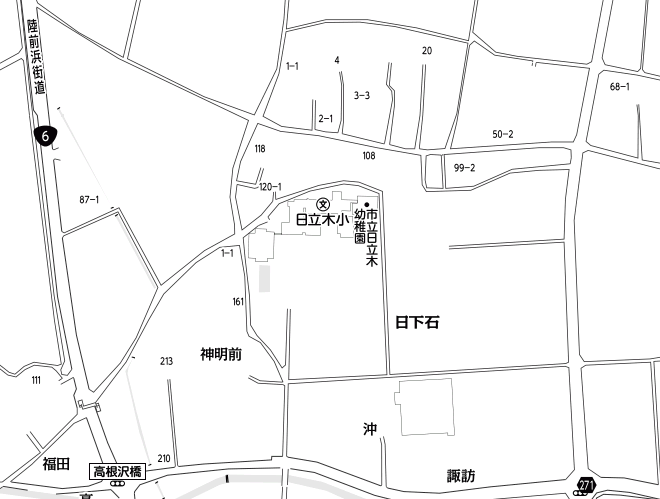 陸前浜街道
6
1-1
4
20
3-3
2-1
68-1
50-2
118
108
99-2
120-1
87-1
文
日立木小
市立日立木
幼稚園
1-1
161
日下石
神明前
213
111
沖
福田
高根沢橋
210
諏訪
271